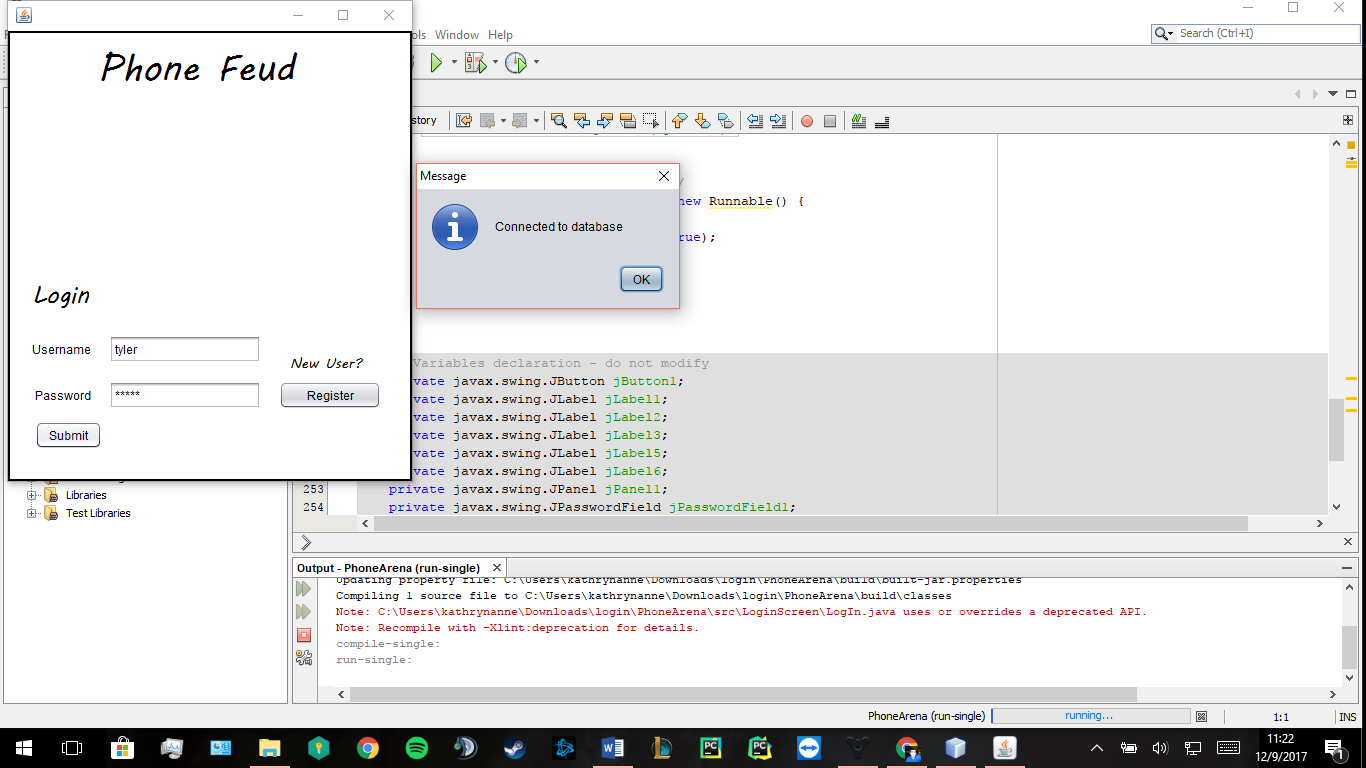 Phone Feud
Login
Username
tyler
New User?
Password
*****
Register
Submit
Window Help
Search (Ctrl+I)
Message
Connected to database
OK
new Runnable() {
rue);
Variables declaration - do not modify
vate javax.swing.JButton jButton1;
vate javax.swing.JLabel jLabel1;
vate javax.swing.JLabel jLabel2;
vate javax.swing.JLabel jLabel3;
vate javax.swing.JLabel jLabel5;
vate javax.swing.JLabel jLabel6;
253 private javax.swing.JPanel jPanel1;
254 private javax.swing.JPasswordField jPasswordField1;
Libraries
Test Libraries
Output - PhoneArena (run-single)
Updating property file: C:\Users\kathrynanne\Downloads\login\PhoneArena\build\built-jar.properties
Compiling 1 source file to C:\Users\kathrynanne\Downloads\login\PhoneArena\build\classes
Note: C:\Users\kathrynanne\Downloads\login\PhoneArena\src\LoginScreen\LogIn.java uses or overrides a deprecated API.
Note: Recompile with -Xlint:deprecation for details.
compile-single:
run-single:
PhoneArena (run-single)
running...
1:1
INS
11:22
12/9/2017
1